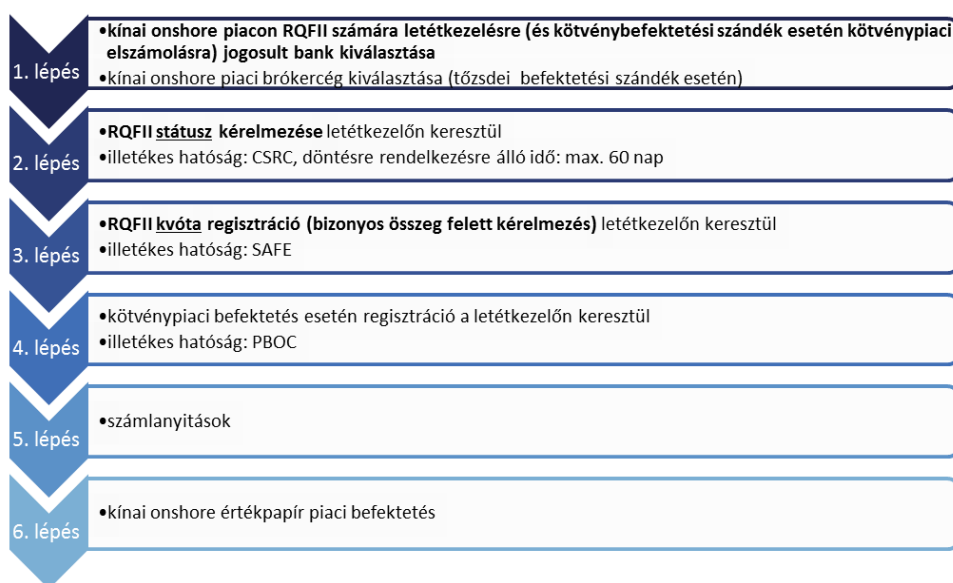 1. lépés
•kínai onshore piacon RQFII számára letétkezelésre (és kötvénybefektetési szándék esetén kötvénypiaci
elszámolásra) jogosult bank kiválasztása
•kínai onshore piaci brókercég kiválasztása (tőzsdei befektetési szándék esetén)
2. lépés
•RQFII státusz kérelmezése letétkezelőn keresztül
•illetékes hatóság: CSRC, döntésre rendelkezésre álló idő: max. 60 nap
3. lépés
•RQFII kvóta regisztráció (bizonyos összeg felett kérelmezés) letétkezelőn keresztül
•illetékes hatóság: SAFE
4. lépés
•kötvénypiaci befektetés esetén regisztráció a letétkezelőn keresztül
•illetékes hatóság: PBOC
5. lépés
•számlanyitások
6. lépés
•kínai onshore értékpapír piaci befektetés